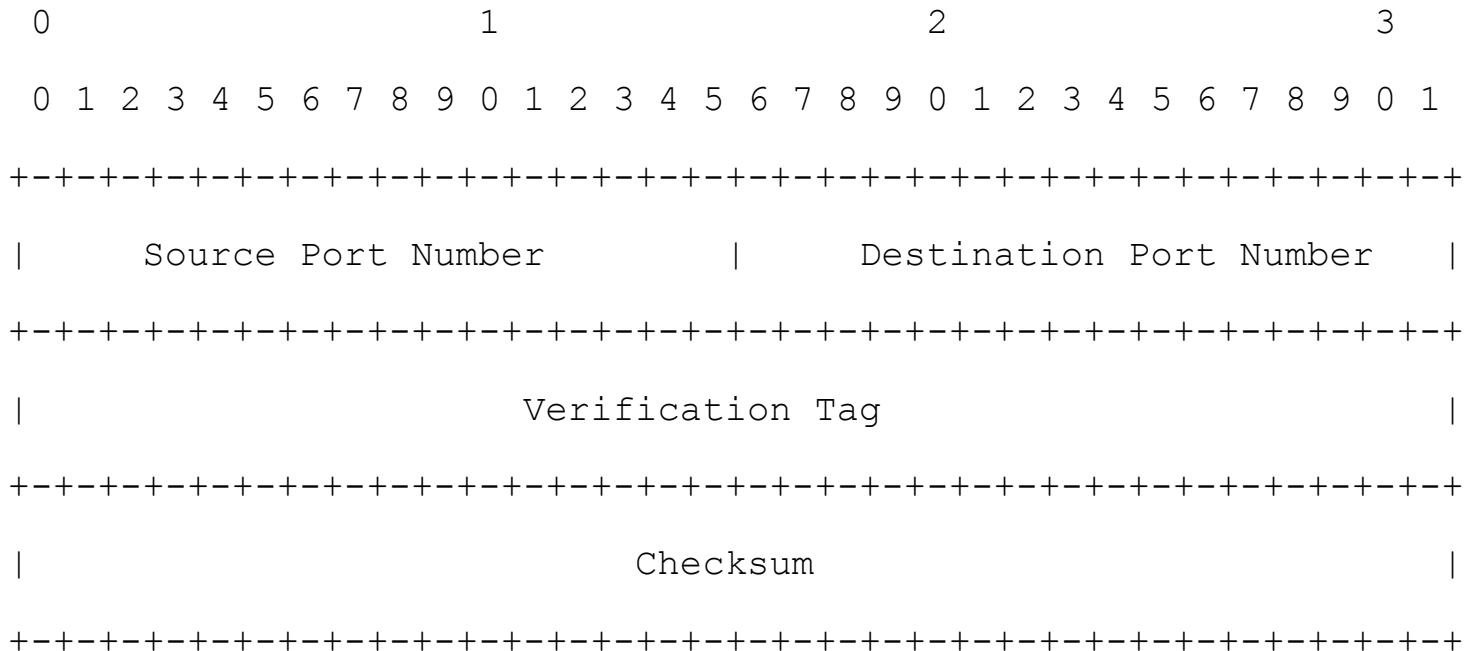 0                   1                   2                   3
 0 1 2 3 4 5 6 7 8 9 0 1 2 3 4 5 6 7 8 9 0 1 2 3 4 5 6 7 8 9 0 1
+-+-+-+-+-+-+-+-+-+-+-+-+-+-+-+-+-+-+-+-+-+-+-+-+-+-+-+-+-+-+-+-+
|     Source Port Number        |     Destination Port Number   |
+-+-+-+-+-+-+-+-+-+-+-+-+-+-+-+-+-+-+-+-+-+-+-+-+-+-+-+-+-+-+-+-+
|                      Verification Tag                         |
+-+-+-+-+-+-+-+-+-+-+-+-+-+-+-+-+-+-+-+-+-+-+-+-+-+-+-+-+-+-+-+-+
|                           Checksum                            |
+-+-+-+-+-+-+-+-+-+-+-+-+-+-+-+-+-+-+-+-+-+-+-+-+-+-+-+-+-+-+-+-+